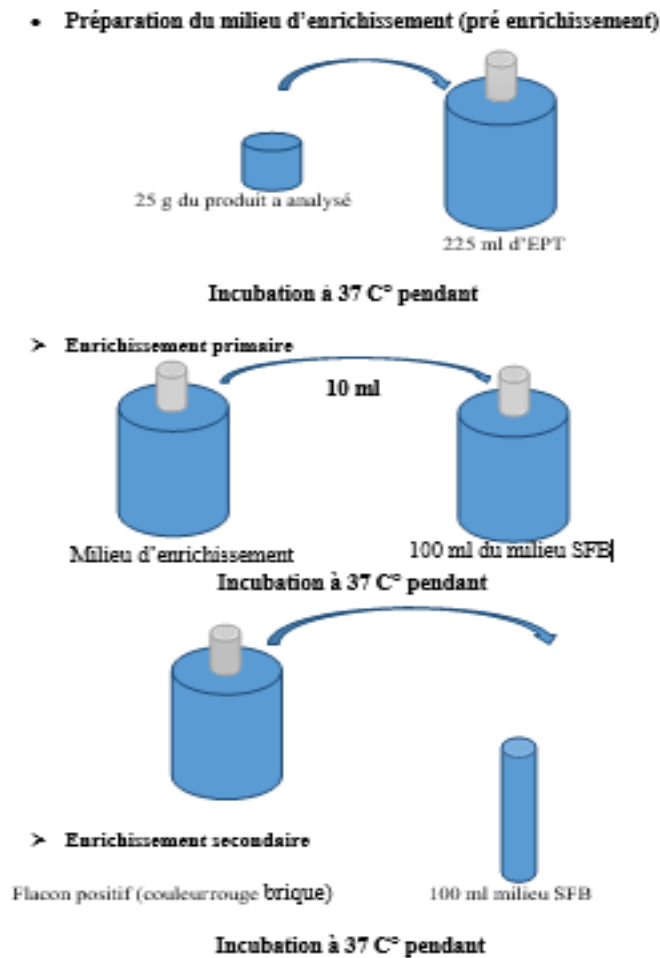 • Préparation du milieu d'enrichissement (pré enrichissement)
25 g du produit a analysé
225 ml d'EPT
Incubation à 37 C° pendant
➤ Enrichissement primaire
10 ml
Milieu d'enrichissement
100 ml du milieu SFB
Incubation à 37 C° pendant
➤ Enrichissement secondaire
Flacon positif (couleurrouge brique)
100 ml milieu SFB
Incubation à 37 C° pendant